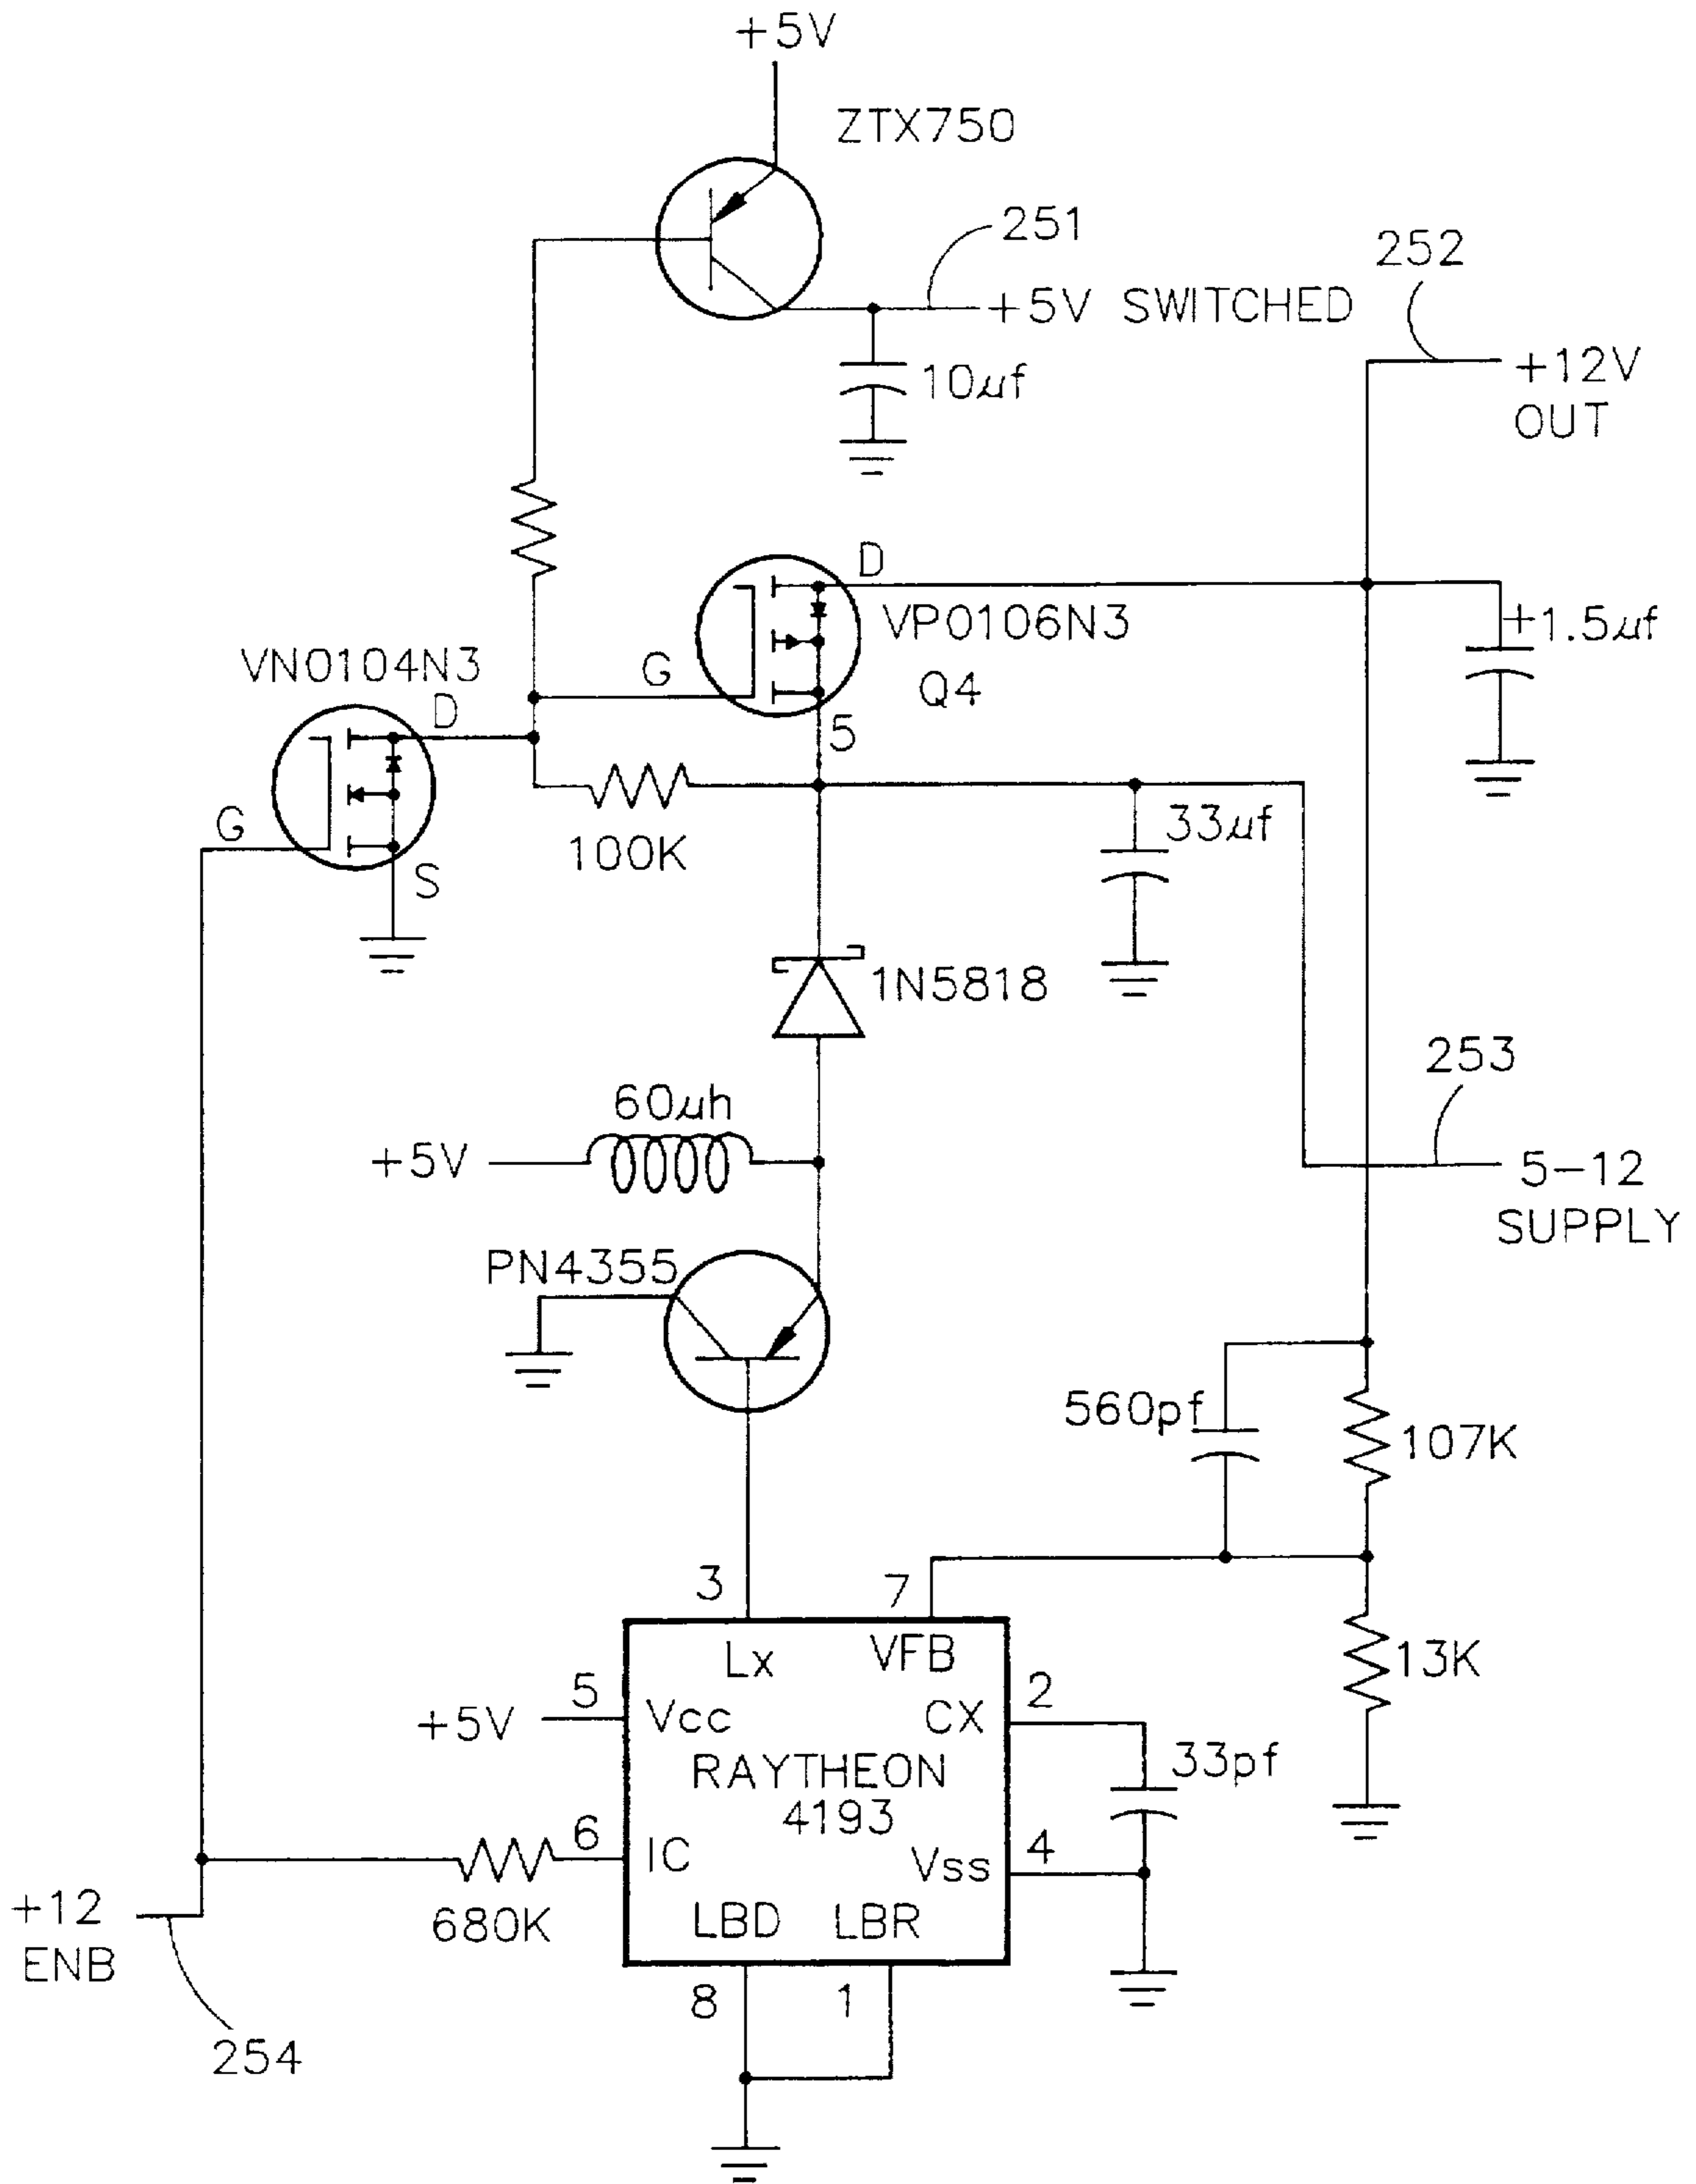 +5V
ZTX750
251
+5V SWITCHED
252
+12V
OUT
10µf
D
VP0106N3
Q4
G
5
+1.5µf
VN0104N3
D
G
S
100K
33µf
1N5818
60µh
+5V
253
5-12
SUPPLY
PN4355
560pf
107K
3
7
Lx
VFB
13K
5
+5V
Vcc
2
CX
RAYTHEON
4193
33pf
6
IC
4
Vss
680K
LBD
LBR
+12
ENB
8
1
254